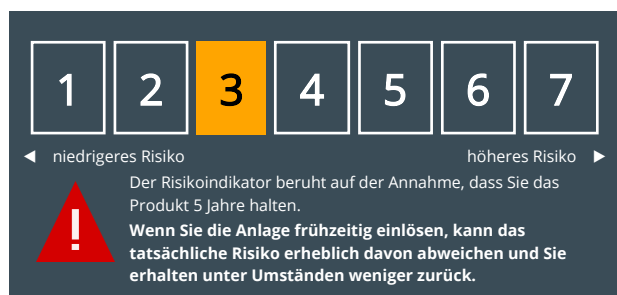 1 2 3 4 5 6 7
niedrigeres Risiko höheres Risiko
Der Risikoindikator beruht auf der Annahme, dass Sie das
Produkt 5 Jahre halten.
!
Wenn Sie die Anlage frühzeitig einlösen, kann das
tatsächliche Risiko erheblich davon abweichen und Sie
erhalten unter Umständen weniger zurück.